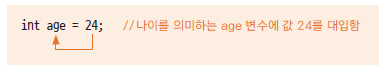 int age = 24; //나이를 의미하는 age 변수에 값 24를 대입함